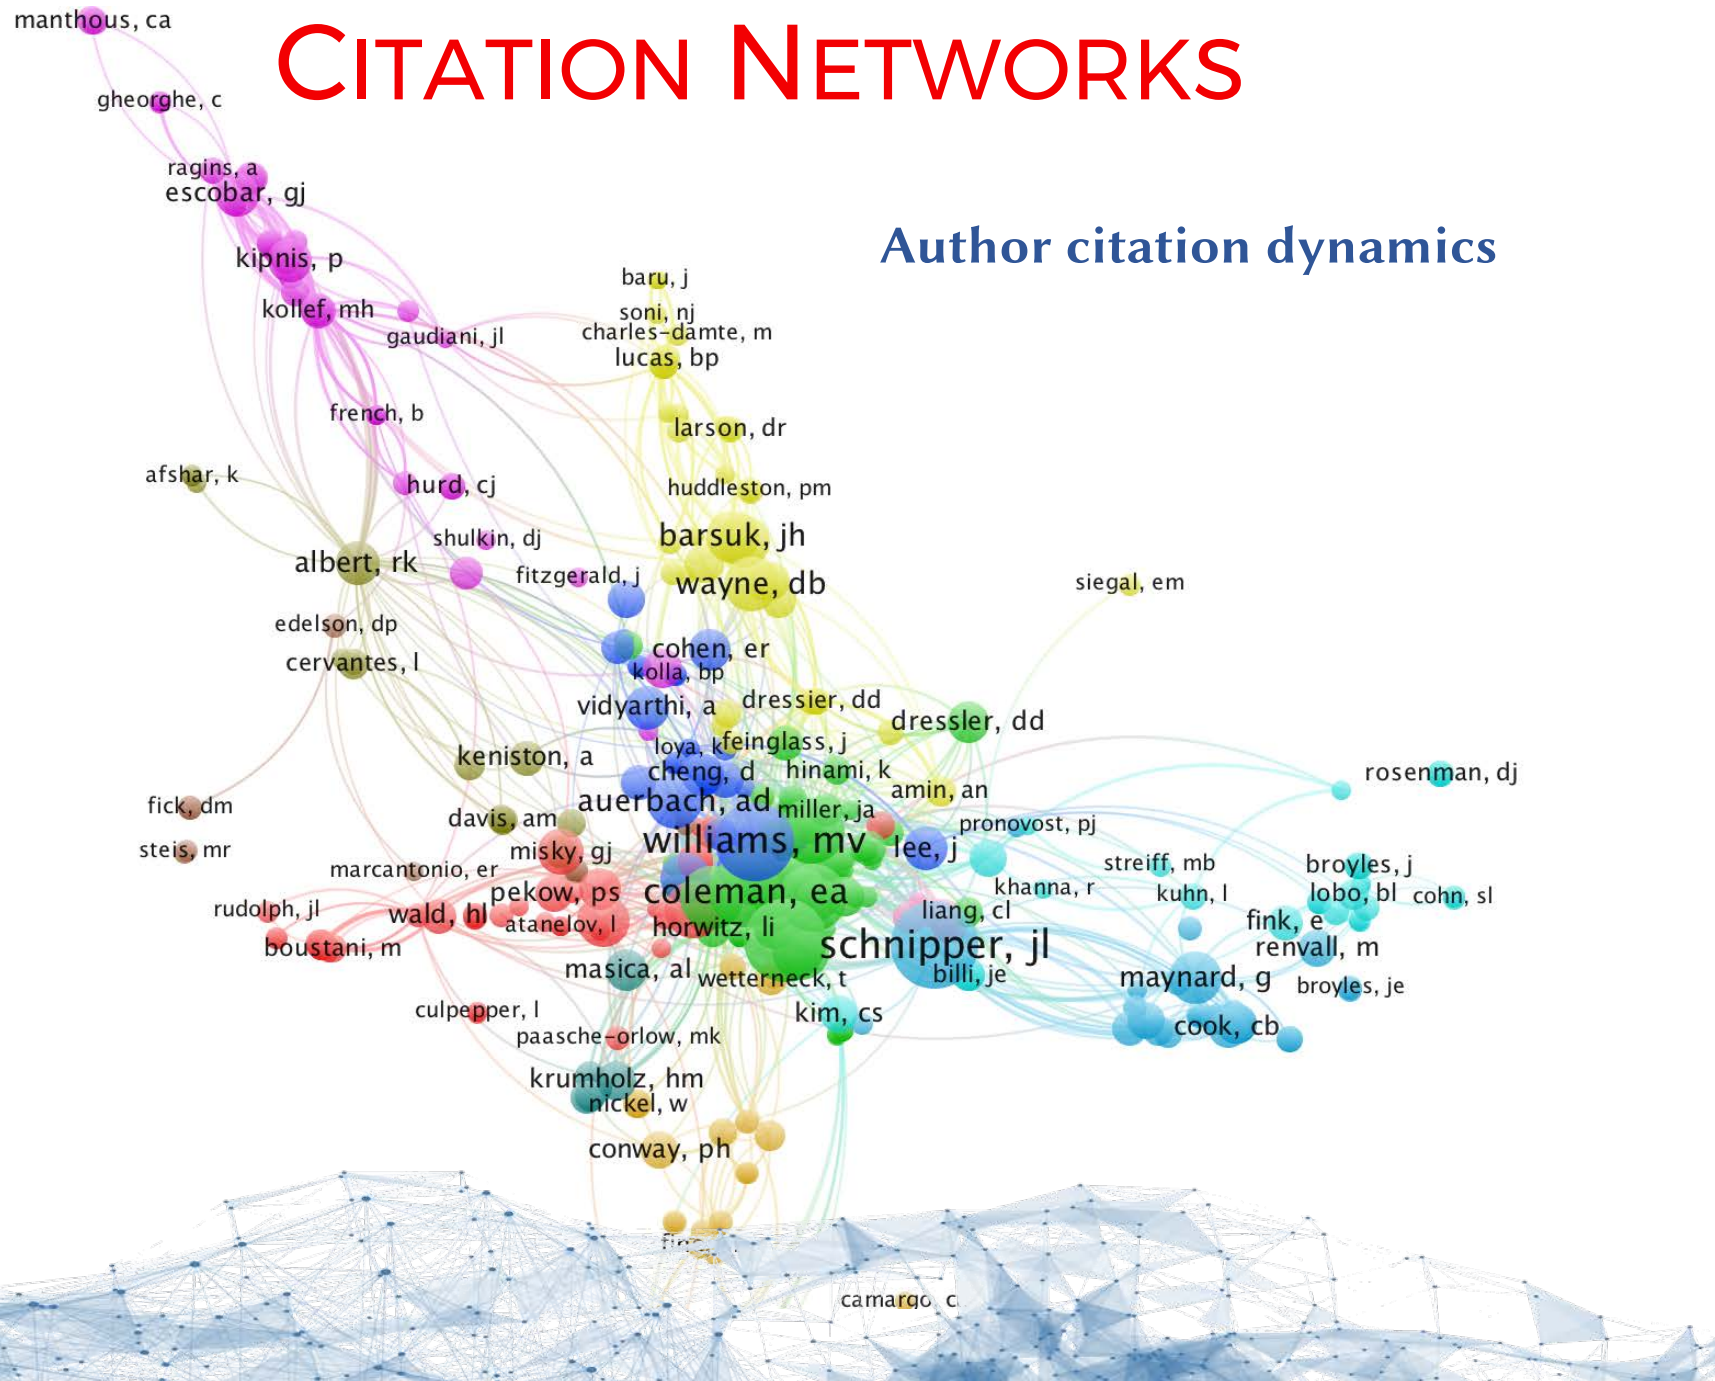 manthous, ca
CITATION NETWORKS
gheorghe, c
ragins, a
escobar, gj
Author citation dynamics
kipnis, p
baru, j
kollef, mh
soni, nj
gaudiani, jl
charles-damte, m
lucas, bp
french, b
larson, dr
afshar, k
hurd, cj
huddleston, pm
shulkin, dj
barsuk, jh
albert, rk
fitzgerald, j
wayne, db
siegal, em
edelson, dp
cohen, er
cervantes, l
kolla, bp
vidyarthi, a
dressier, dd
dressler, dd
loya, k
feinglass, j
keniston, a
cheng, d
hinami, k
rosenman, dj
amin, an
fick, dm
auerbach, ad
miller, ja
davis, am
pronovost, pj
williams, mv
lee, j
steis, mr
misky, gj
marcantonio, er
streiff, mb
broyles, j
pekow, ps
coleman, ea
khanna, r
kuhn, l
lobo, bl
cohn, sl
rudolph, jl
wald, hl
atanelov, l
horwitz, li
liang, cl
fink, e
boustani, m
schnipper, jl
renvall, m
masica, al
wetterneck, t
billi, je
maynard, g
broyles, je
culpepper, l
kim, cs
cook, cb
paasche-orlow, mk
krumholz, hm
nickel, w
conway, ph
camargo, c